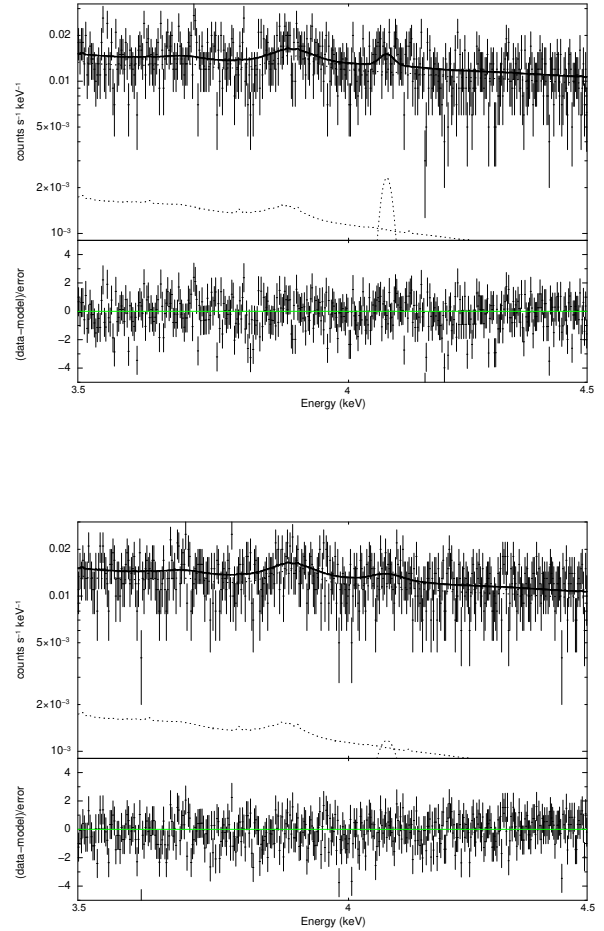 0.02
0.01
5×10⁻³
2×10⁻³
10⁻³
counts s⁻¹ keV⁻¹
4
2
0
−2
−4
(data−model)/error
3.5 4 4.5
Energy (keV)
0.02
0.01
5×10⁻³
2×10⁻³
10⁻³
counts s⁻¹ keV⁻¹
4
2
0
−2
−4
(data−model)/error
3.5 4 4.5
Energy (keV)